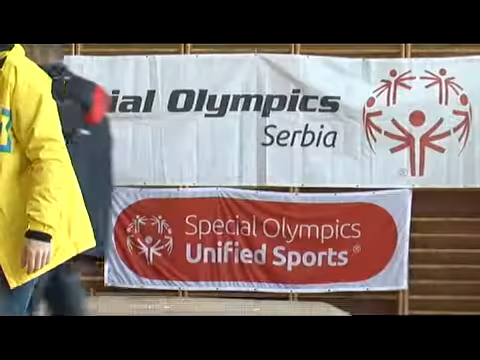 ial Olympics
Serbia
®
Special Olympics
Unified Sports®